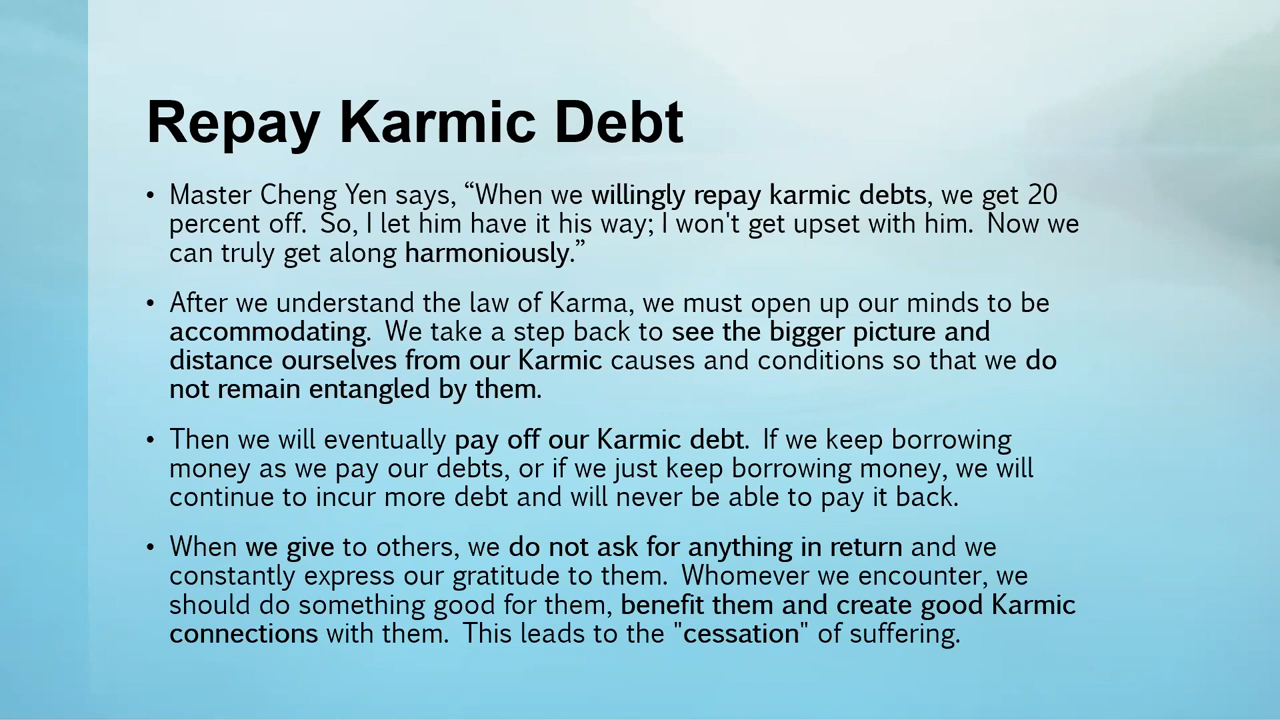 Repay Karmic Debt
• Master Cheng Yen says, “When we willingly repay karmic debts, we get 20
percent off.  So, I let him have it his way; I won't get upset with him.  Now we
can truly get along harmoniously.”
• After we understand the law of Karma, we must open up our minds to be
accommodating.  We take a step back to see the bigger picture and
distance ourselves from our Karmic causes and conditions so that we do
not remain entangled by them.
• Then we will eventually pay off our Karmic debt.  If we keep borrowing
money as we pay our debts, or if we just keep borrowing money, we will
continue to incur more debt and will never be able to pay it back.
• When we give to others, we do not ask for anything in return and we
constantly express our gratitude to them.  Whomever we encounter, we
should do something good for them, benefit them and create good Karmic
connections with them.  This leads to the "cessation" of suffering.